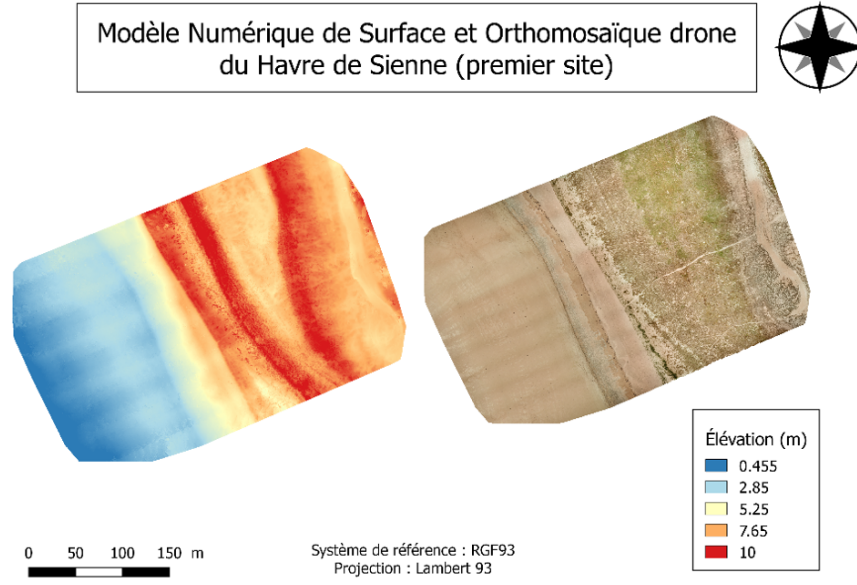 Modèle Numérique de Surface et Orthomosaïque drone
du Havre de Sienne (premier site)
Élévation (m)
0.455
2.85
5.25
7.65
10
0 50 100 150 m
Système de référence : RGF93
Projection : Lambert 93